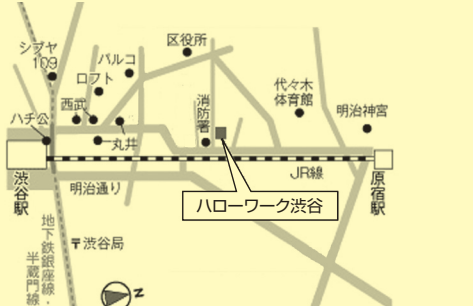 区役所
シブヤ
109
パルコ
ロフト
西武
消防署
代々木
体育館
明治神宮
ハチ公
丸井
渋谷駅
JR線
原宿駅
明治通り
ハローワーク渋谷
地下鉄銀座線・
半蔵門線
〒渋谷局
N